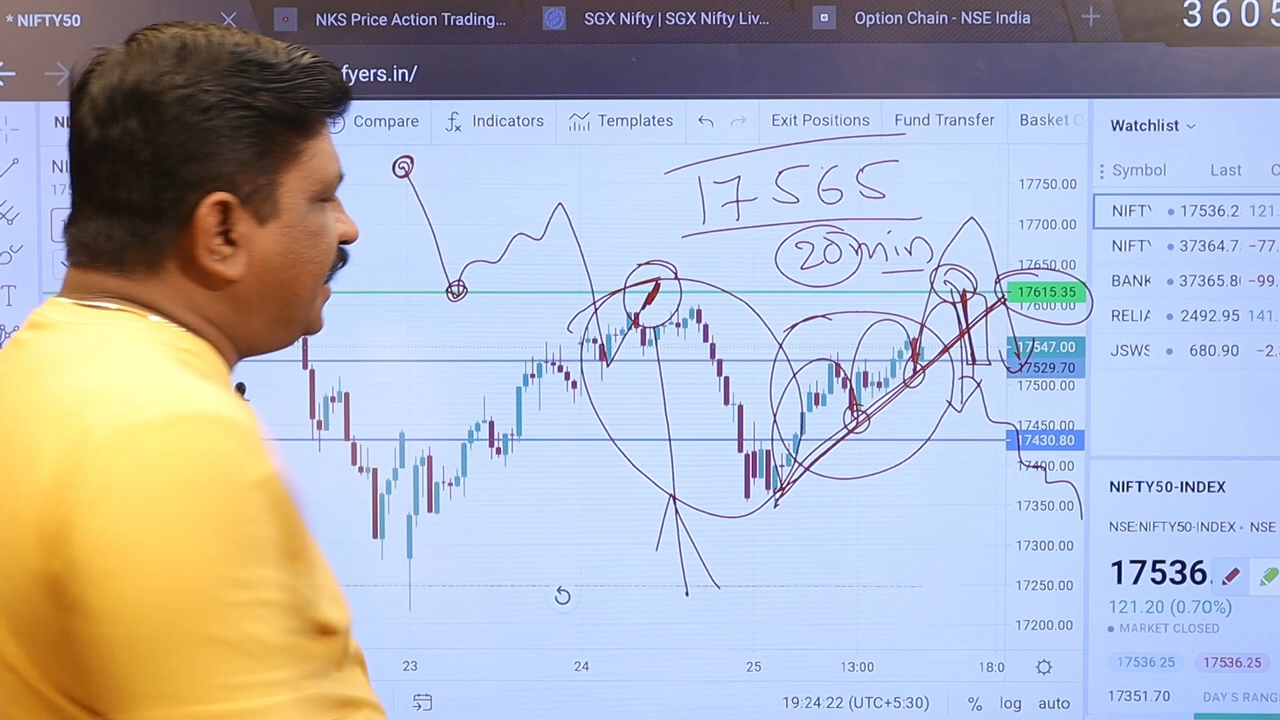 * NIFTY50
NKS Price Action Trading...
SGX Nifty | SGX Nifty Liv...
Option Chain - NSE India
3605
fyers.in/
Compare
Indicators
Templates
Exit Positions
Fund Transfer
Basket
Watchlist
Symbol Last
17565
20 min
NIFTY 17536.2 121.
NIFTY 37364.7 -77.
BANK 37365.8 -99.
RELIA 2492.95 141.
JSWS 680.90 -2.
17750.00
17700.00
17650.00
17615.35
17600.00
17547.00
17529.70
17500.00
17450.00
17430.80
17400.00
17350.00
17300.00
17250.00
17200.00
NIFTY50-INDEX
NSE:NIFTY50-INDEX • NSE
17536.
121.20 (0.70%)
MARKET CLOSED
17536.25 17536.25
17351.70 DAY'S RANG
23 24 25 13:00 18:0
19:24:22 (UTC+5:30) % log auto